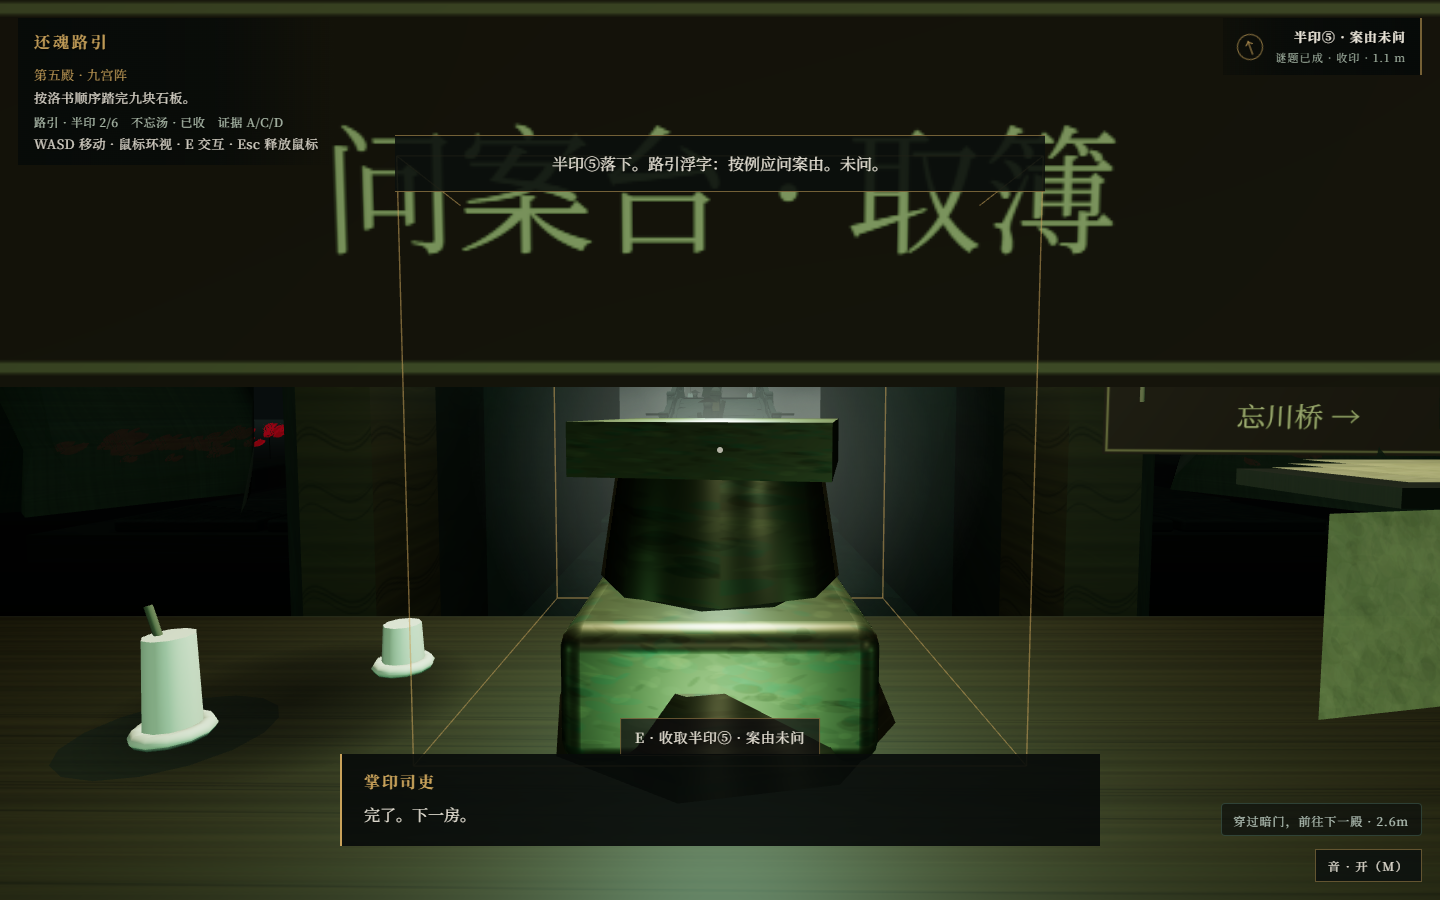 还魂路引
第五殿 · 九宫阵
按洛书顺序踏完九块石板。
路引 · 半印 2/6 不忘汤 · 已收 证据 A/C/D
WASD 移动 · 鼠标环视 · E 交互 · Esc 释放鼠标
半印⑤ · 案由未问
谜题已成 · 收印 · 1.1 m
半印⑤落下。路引浮字：按例应问案由。未问。
问案台 · 取簿
忘川桥 →
E · 收取半印⑤ · 案由未问
掌印司吏
完了。下一房。
穿过暗门，前往下一殿 · 2.6m
音 · 开（M）